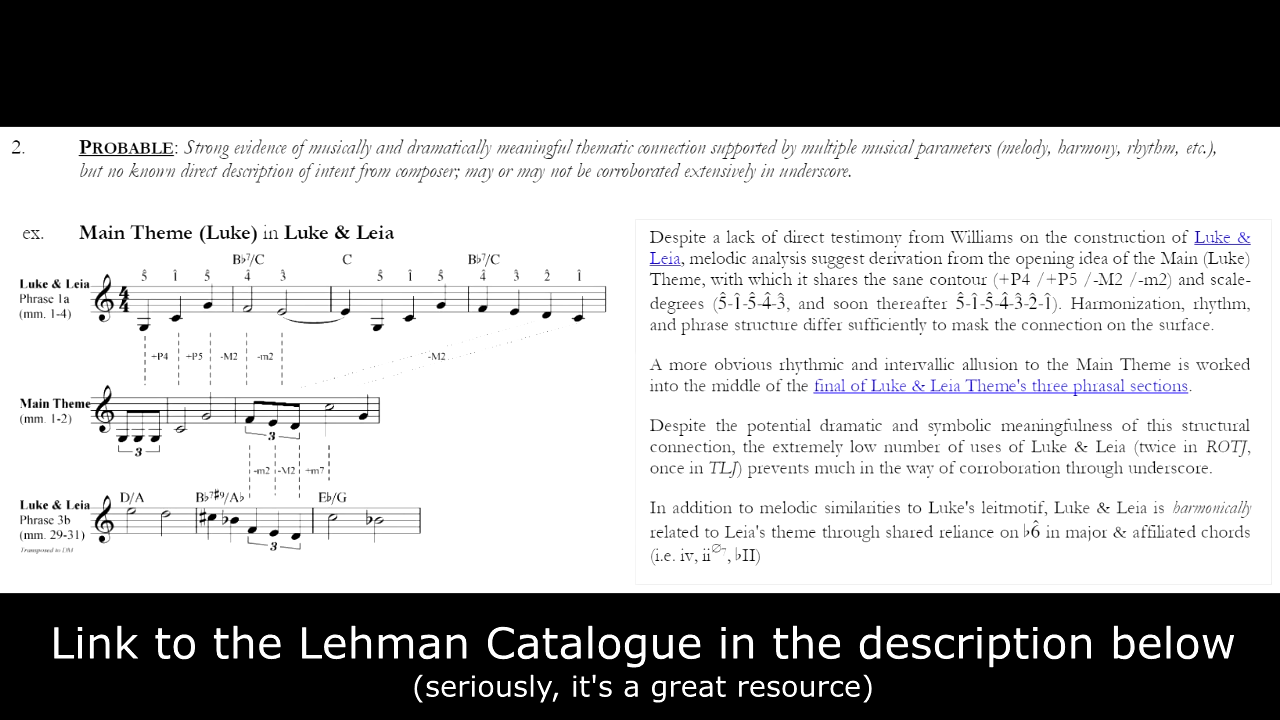 2. PROBABLE: Strong evidence of musically and dramatically meaningful thematic connection supported by multiple musical parameters (melody, harmony, rhythm, etc.),
but no known direct description of intent from composer; may or may not be corroborated extensively in underscore.
ex. Main Theme (Luke) in Luke & Leia
B♭⁷/C C B♭⁷/C
Luke & Leia
Phrase 1a
(mm. 1-4)
5̂ 1̂ 5̂ 4̂ 3̂ 5̂ 1̂ 5̂ 4̂ 3̂ 2̂ 1̂
4/4
+P4 +P5 -M2 -m2 -M2
Main Theme
(mm. 1-2)
3 3
-m2 -M2 +m7
D/A B♭⁷♯⁹/A♭ E♭/G
Luke & Leia
Phrase 3b
(mm. 29-31)
3
Despite a lack of direct testimony from Williams on the construction of Luke &
Leia, melodic analysis suggest derivation from the opening idea of the Main (Luke)
Theme, with which it shares the sane contour (+P4 /+P5 /-M2 /-m2) and scale-
degrees (5̂-1̂-5̂-4̂-3̂, and soon thereafter 5̂-1̂-5̂-4̂-3̂-2̂-1̂). Harmonization, rhythm,
and phrase structure differ sufficiently to mask the connection on the surface.
A more obvious rhythmic and intervallic allusion to the Main Theme is worked
into the middle of the final of Luke & Leia Theme's three phrasal sections.
Despite the potential dramatic and symbolic meaningfulness of this structural
connection, the extremely low number of uses of Luke & Leia (twice in ROTJ,
once in TLJ) prevents much in the way of corroboration through underscore.
In addition to melodic similarities to Luke's leitmotif, Luke & Leia is harmonically
related to Leia's theme through shared reliance on ♭6̂ in major & affiliated chords
(i.e. iv, ii∅⁷, ♭II)
Link to the Lehman Catalogue in the description below
(seriously, it's a great resource)